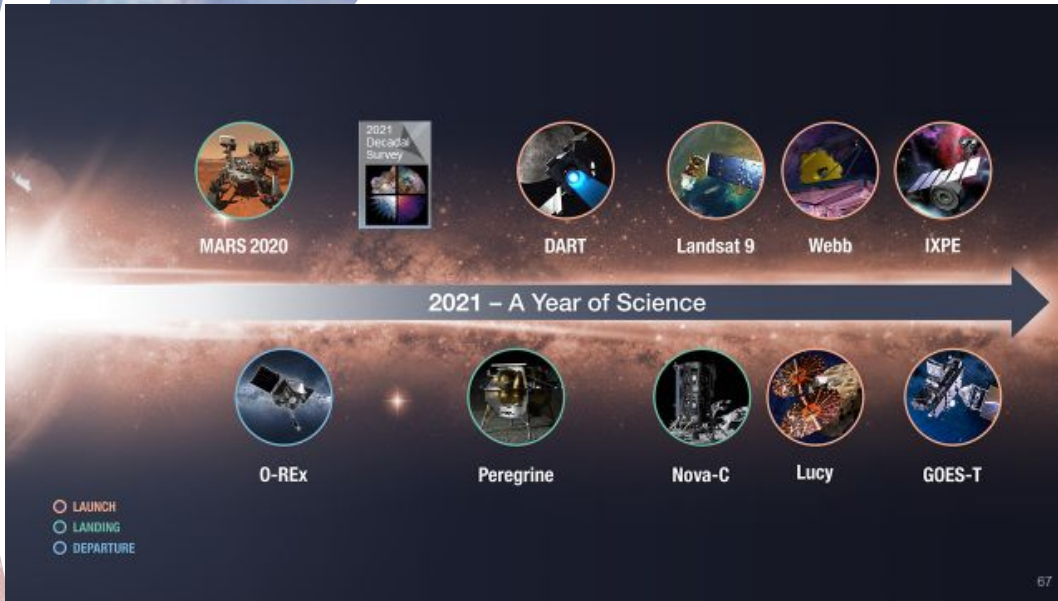 2021
Decadal
Survey
MARS 2020
DART
Landsat 9
Webb
IXPE
2021 – A Year of Science
O-REx
Peregrine
Nova-C
Lucy
GOES-T
LAUNCH
LANDING
DEPARTURE
67